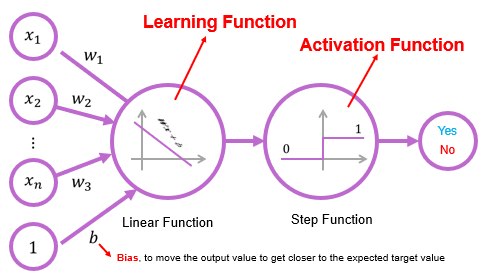 Learning Function
Activation Function
x₁
w₁
x₂
w₂
⋮
xₙ
w₃
1
b
wx + b
Linear Function
0
1
Step Function
Yes
No
Bias, to move the output value to get closer to the expected target value